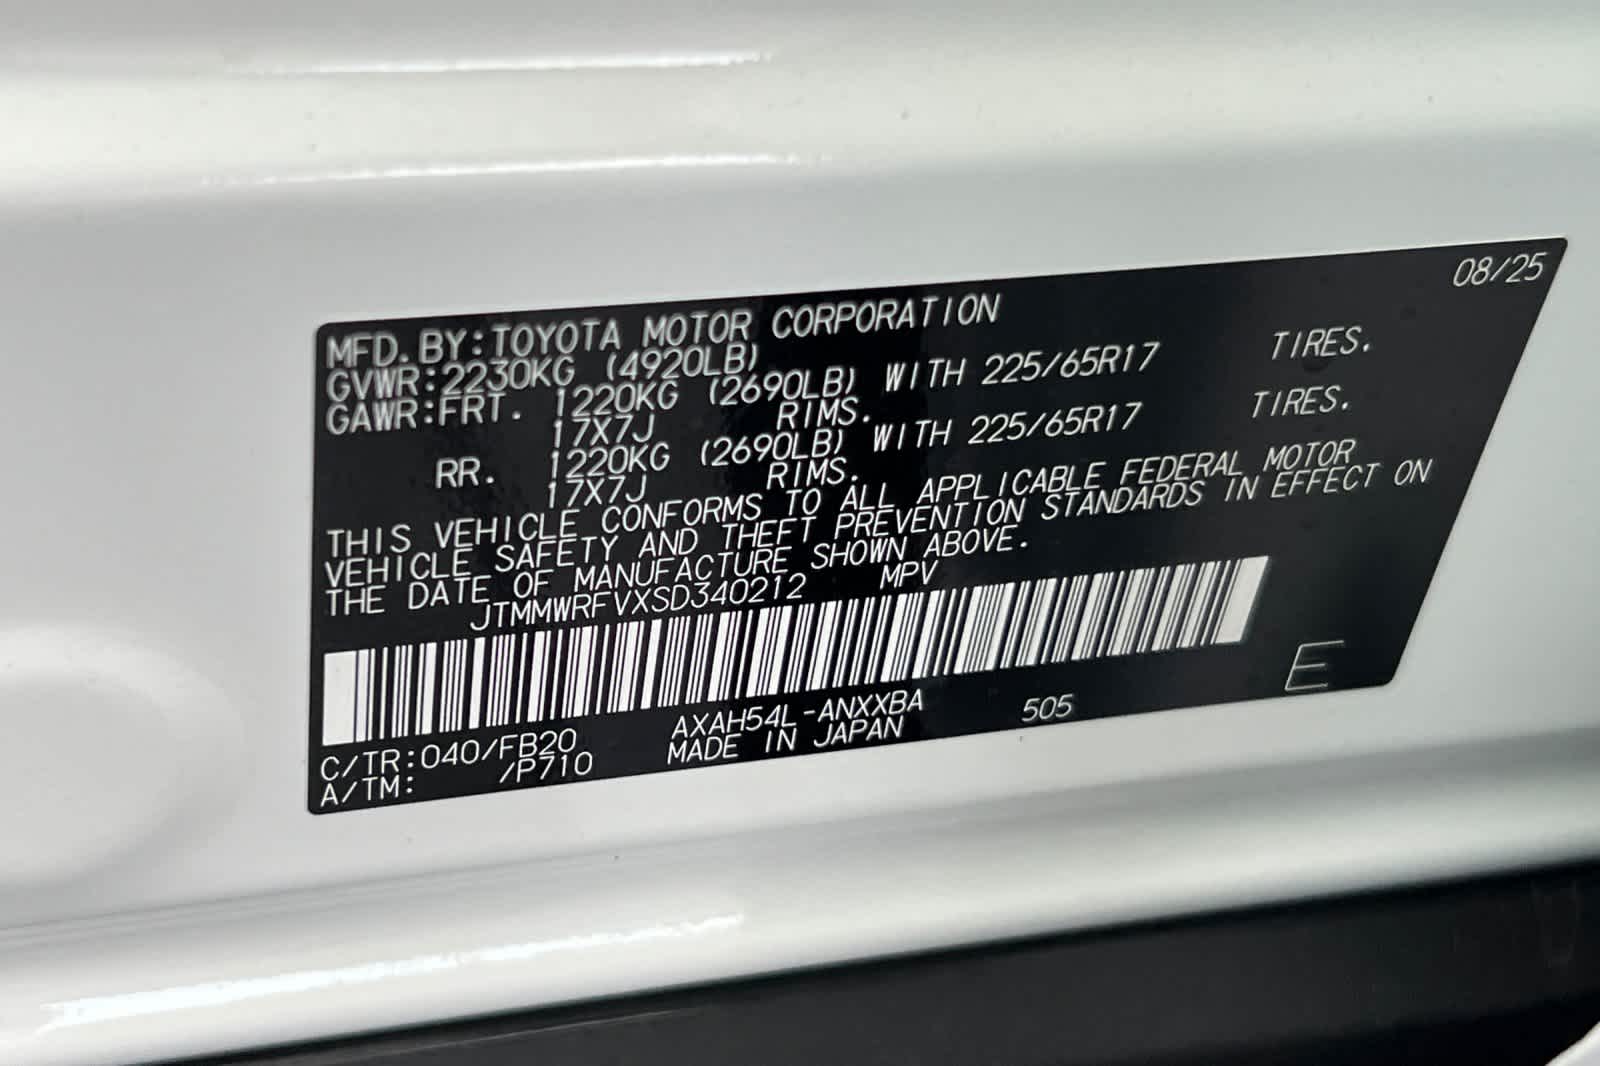 08/25
MFD.BY:TOYOTA MOTOR CORPORATION
GVWR:2230KG (4920LB)
GAWR:FRT. 1220KG (2690LB) WITH 225/65R17 TIRES.
17X7J RIMS.
RR. 1220KG (2690LB) WITH 225/65R17 TIRES.
17X7J RIMS.
THIS VEHICLE CONFORMS TO ALL APPLICABLE FEDERAL MOTOR
VEHICLE SAFETY AND THEFT PREVENTION STANDARDS IN EFFECT ON
THE DATE OF MANUFACTURE SHOWN ABOVE.
JTMMWRFVXSD340212 MPV
E
C/TR:040/FB20 AXAH54L-ANXXBA 505
A/TM: /P710 MADE IN JAPAN